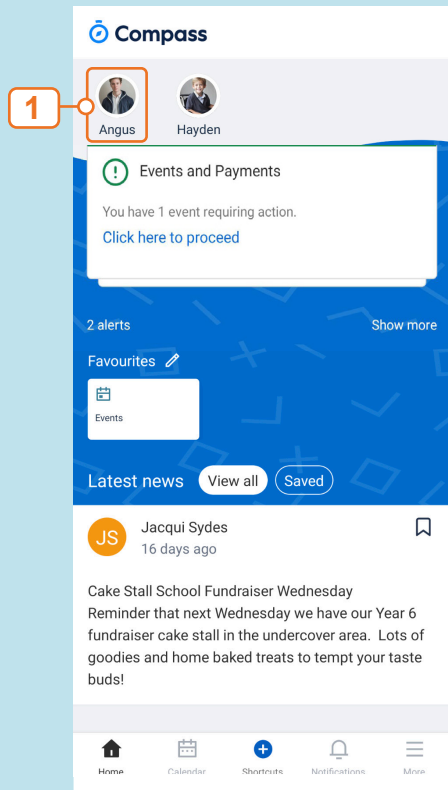 Compass
1
Angus Hayden
Events and Payments
You have 1 event requiring action.
Click here to proceed
2 alerts Show more
Favourites
Events
Latest news View all Saved
JS Jacqui Sydes
16 days ago
Cake Stall School Fundraiser Wednesday
Reminder that next Wednesday we have our Year 6
fundraiser cake stall in the undercover area.  Lots of
goodies and home baked treats to tempt your taste
buds!
Home Calendar Shortcuts Notifications More